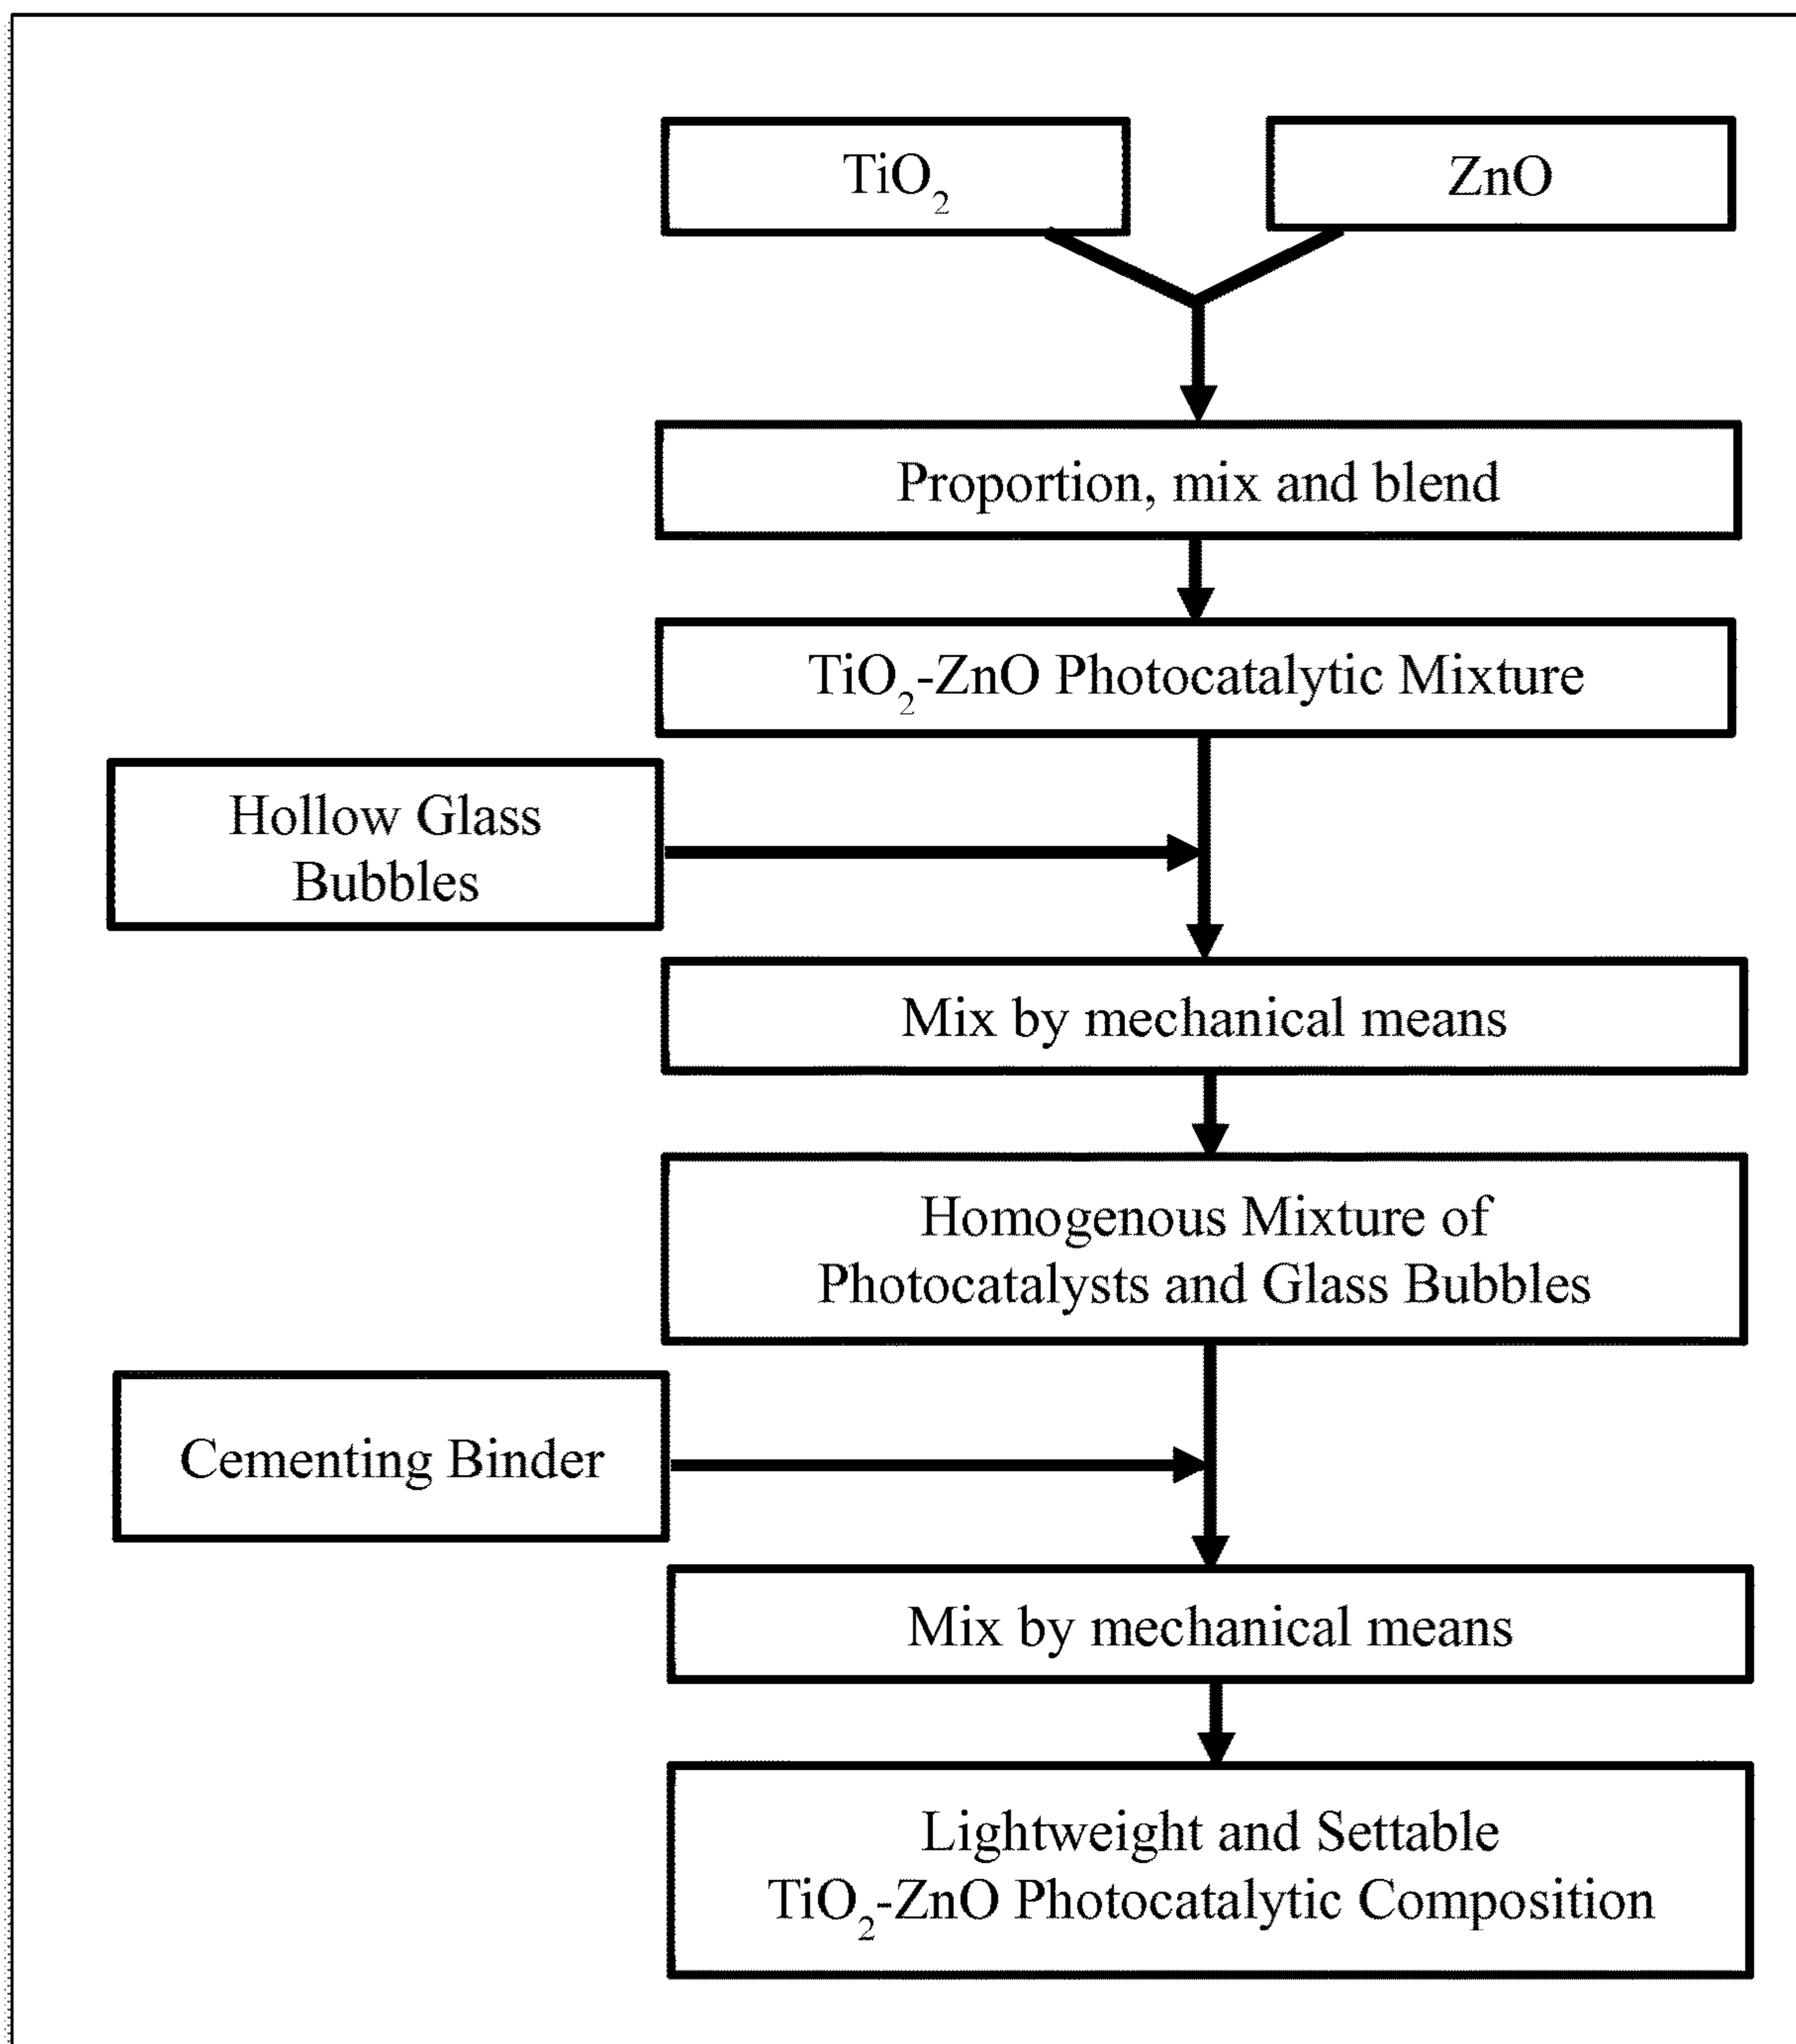 TiO₂
ZnO
Proportion, mix and blend
TiO₂-ZnO Photocatalytic Mixture
Hollow Glass
Bubbles
Mix by mechanical means
Homogenous Mixture of
Photocatalysts and Glass Bubbles
Cementing Binder
Mix by mechanical means
Lightweight and Settable
TiO₂-ZnO Photocatalytic Composition